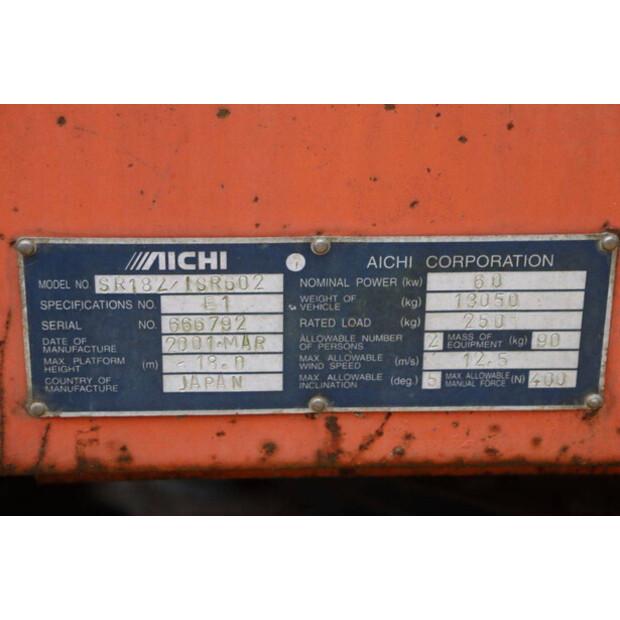 AICHI
AICHI CORPORATION
MODEL NO. SR182/ISR602
SPECIFICATIONS NO. E1
SERIAL NO. 666792
DATE OF MANUFACTURE 2001·MAR
MAX. PLATFORM HEIGHT (m) 18.0
COUNTRY OF MANUFACTURE JAPAN
NOMINAL POWER (kw) 60
WEIGHT OF VEHICLE (kg) 13050
RATED LOAD (kg) 250
ALLOWABLE NUMBER OF PERSONS 2 MASS OF EQUIPMENT (kg) 90
MAX. ALLOWABLE WIND SPEED (m/s) 12.5
MAX. ALLOWABLE INCLINATION (deg.) 5 MAX. ALLOWABLE MANUAL FORCE (N) 400